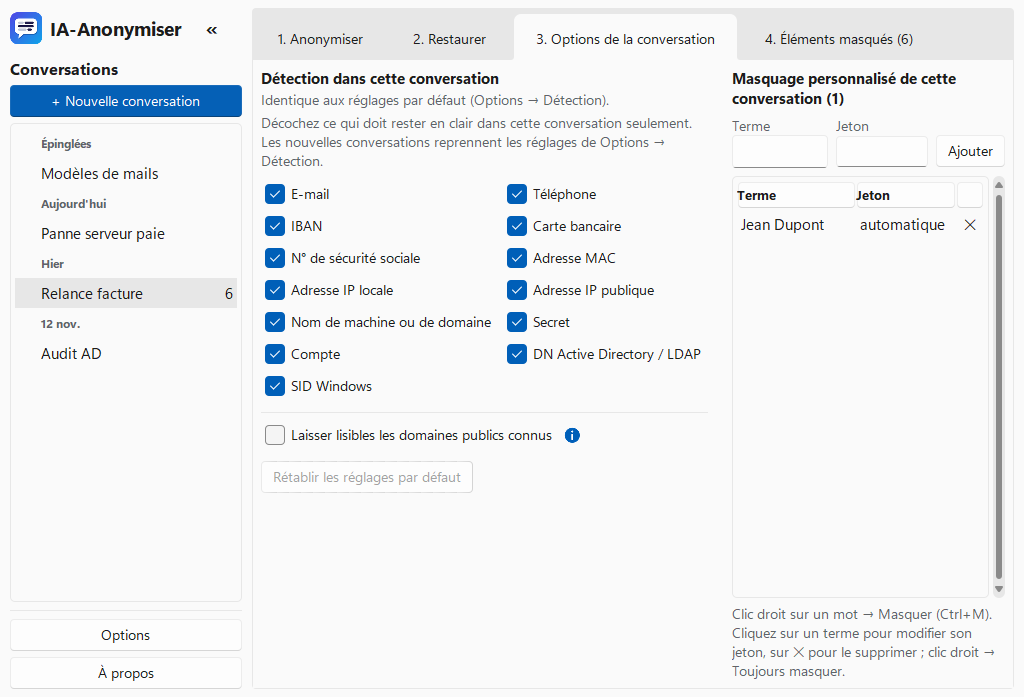 IA-Anonymiser «
Conversations
+ Nouvelle conversation
Épinglées
Modèles de mails
Aujourd'hui
Panne serveur paie
Hier
Relance facture 6
12 nov.
Audit AD
Options
À propos
1. Anonymiser 2. Restaurer 3. Options de la conversation 4. Éléments masqués (6)
Détection dans cette conversation
Identique aux réglages par défaut (Options → Détection).
Décochez ce qui doit rester en clair dans cette conversation seulement.
Les nouvelles conversations reprennent les réglages de Options →
Détection.
E-mail Téléphone
IBAN Carte bancaire
N° de sécurité sociale Adresse MAC
Adresse IP locale Adresse IP publique
Nom de machine ou de domaine Secret
Compte DN Active Directory / LDAP
SID Windows
Laisser lisibles les domaines publics connus
Rétablir les réglages par défaut
Masquage personnalisé de cette
conversation (1)
Terme Jeton
Ajouter
Terme Jeton
Jean Dupont automatique ×
Clic droit sur un mot → Masquer (Ctrl+M).
Cliquez sur un terme pour modifier son
jeton, sur × pour le supprimer ; clic droit →
Toujours masquer.